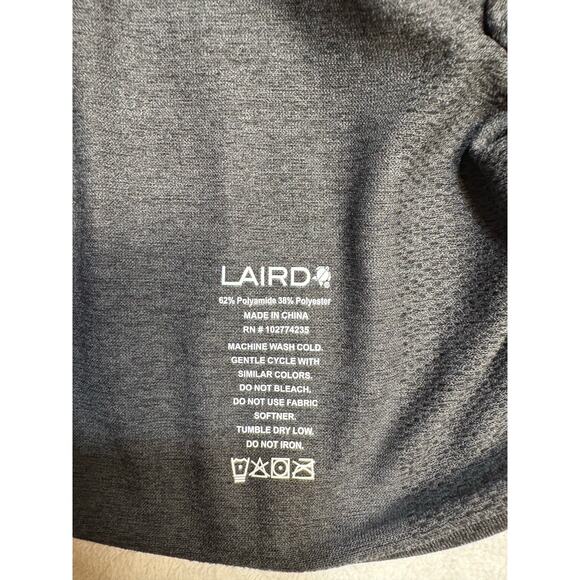 LAIRD
62% Polyamide 38% Polyester
MADE IN CHINA
RN # 102774235
MACHINE WASH COLD.
GENTLE CYCLE WITH
SIMILAR COLORS.
DO NOT BLEACH.
DO NOT USE FABRIC
SOFTNER.
TUMBLE DRY LOW.
DO NOT IRON.